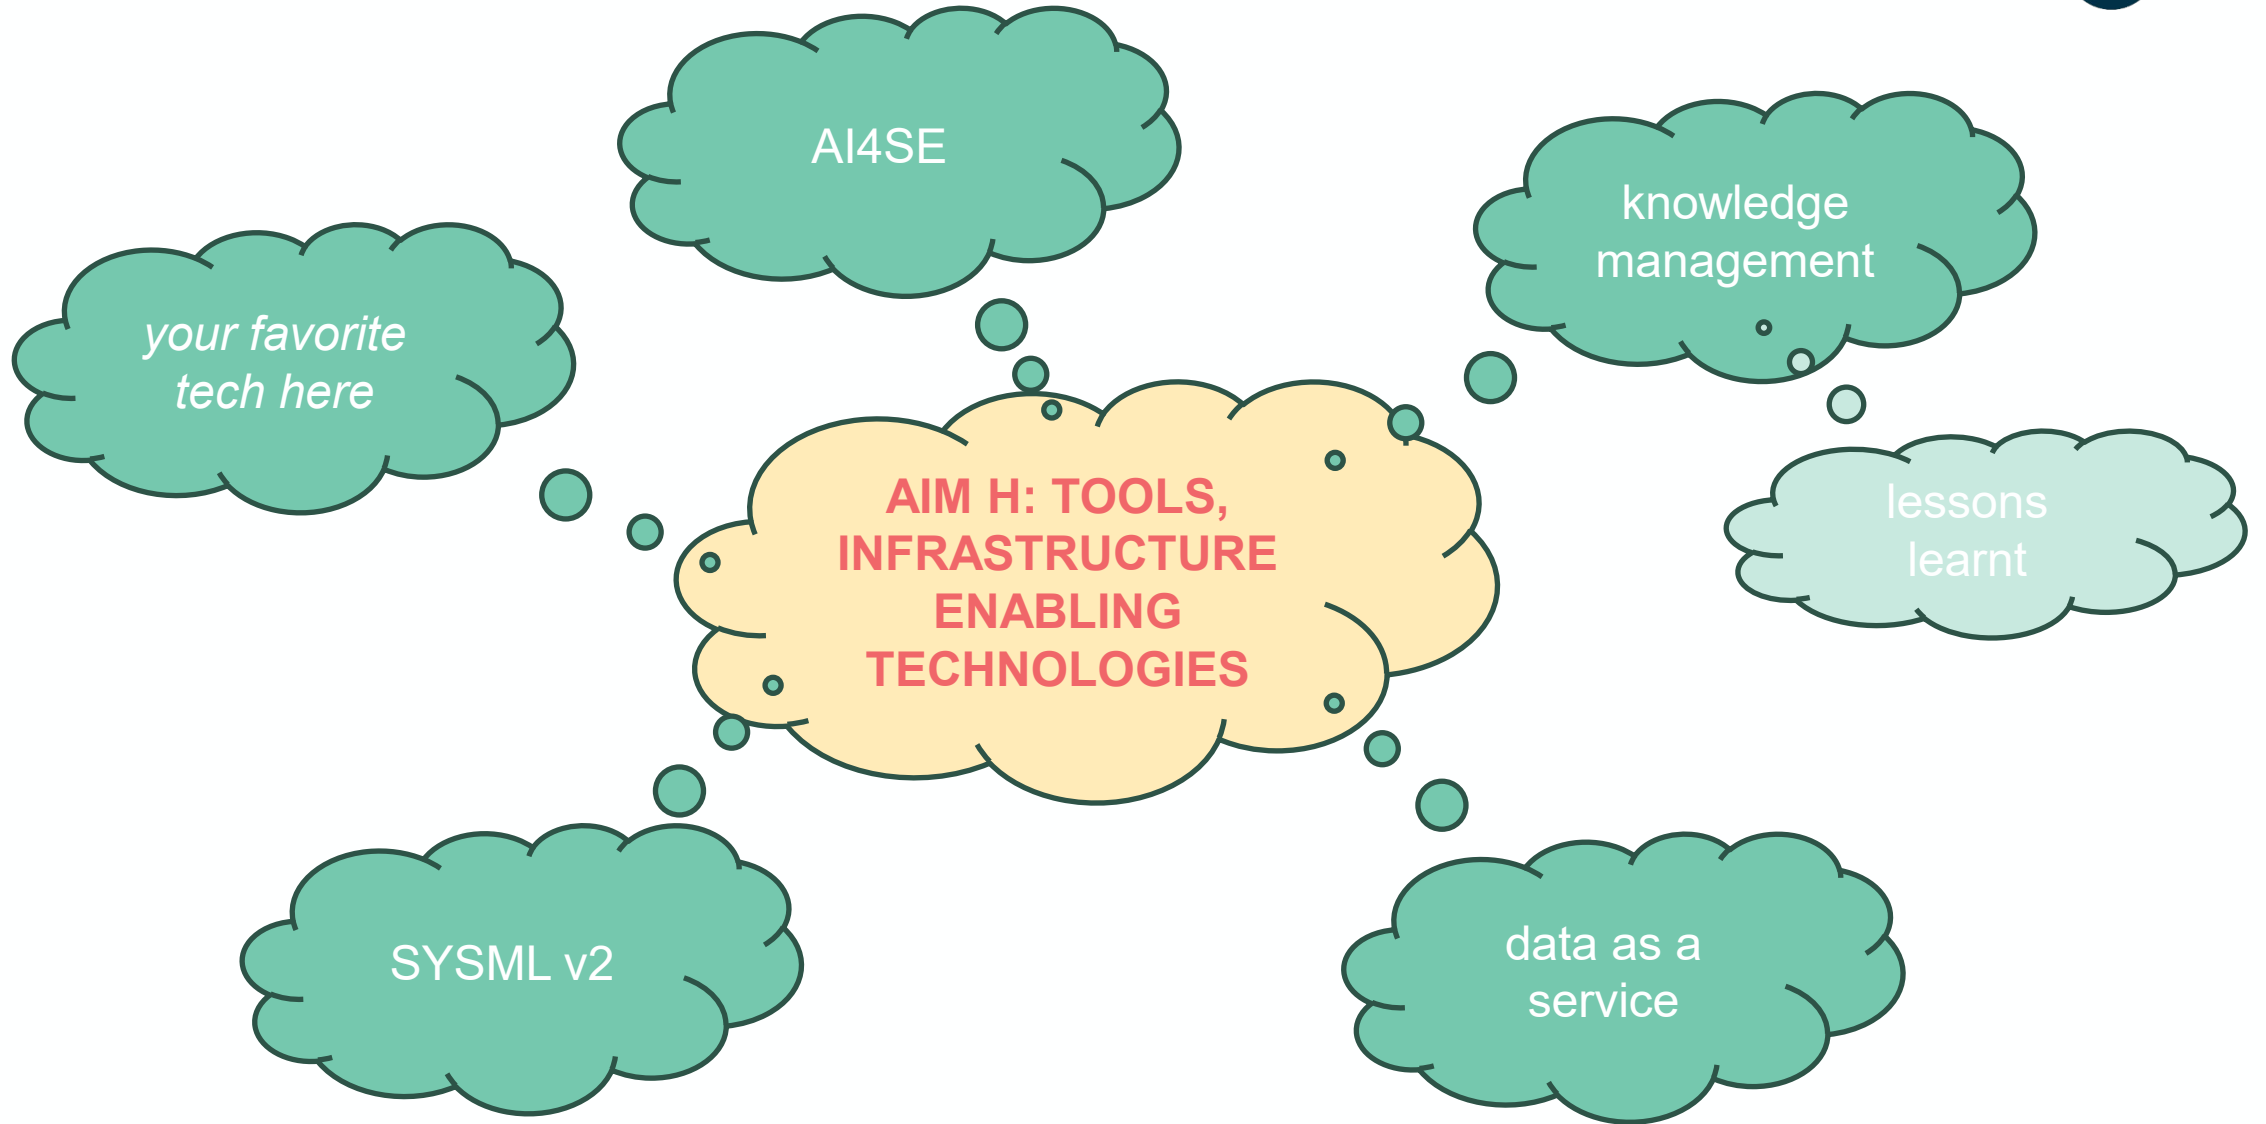 AI4SE
knowledge
management
your favorite
tech here
AIM H: TOOLS,
INFRASTRUCTURE
ENABLING
TECHNOLOGIES
lessons
learnt
SYSML v2
data as a
service